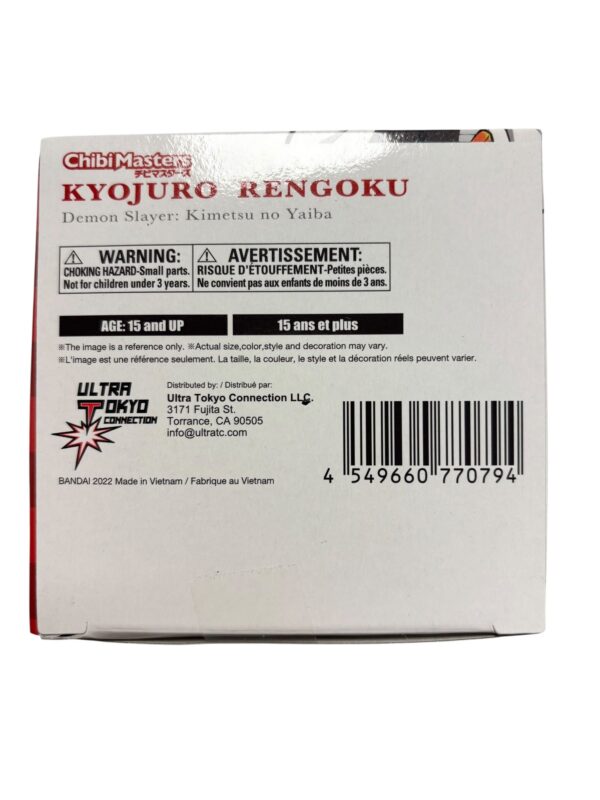 ChibiMasters
チビマスターズ
KYOJURO RENGOKU
Demon Slayer: Kimetsu no Yaiba
WARNING:
CHOKING HAZARD-Small parts.
Not for children under 3 years.
AVERTISSEMENT:
RISQUE D'ÉTOUFFEMENT-Petites pièces.
Ne convient pas aux enfants de moins de 3 ans.
AGE: 15 and UP
15 ans et plus
※The image is a reference only. ※Actual size,color,style and decoration may vary.
※L'image est une référence seulement. La taille, la couleur, le style et la décoration réels peuvent varier.
ULTRA
TOKYO
CONNECTION
Distributed by: / Distribué par:
Ultra Tokyo Connection LLC.
3171 Fujita St.
Torrance, CA 90505
info@ultratc.com
BANDAI 2022 Made in Vietnam / Fabrique au Vietnam
4 549660 770794